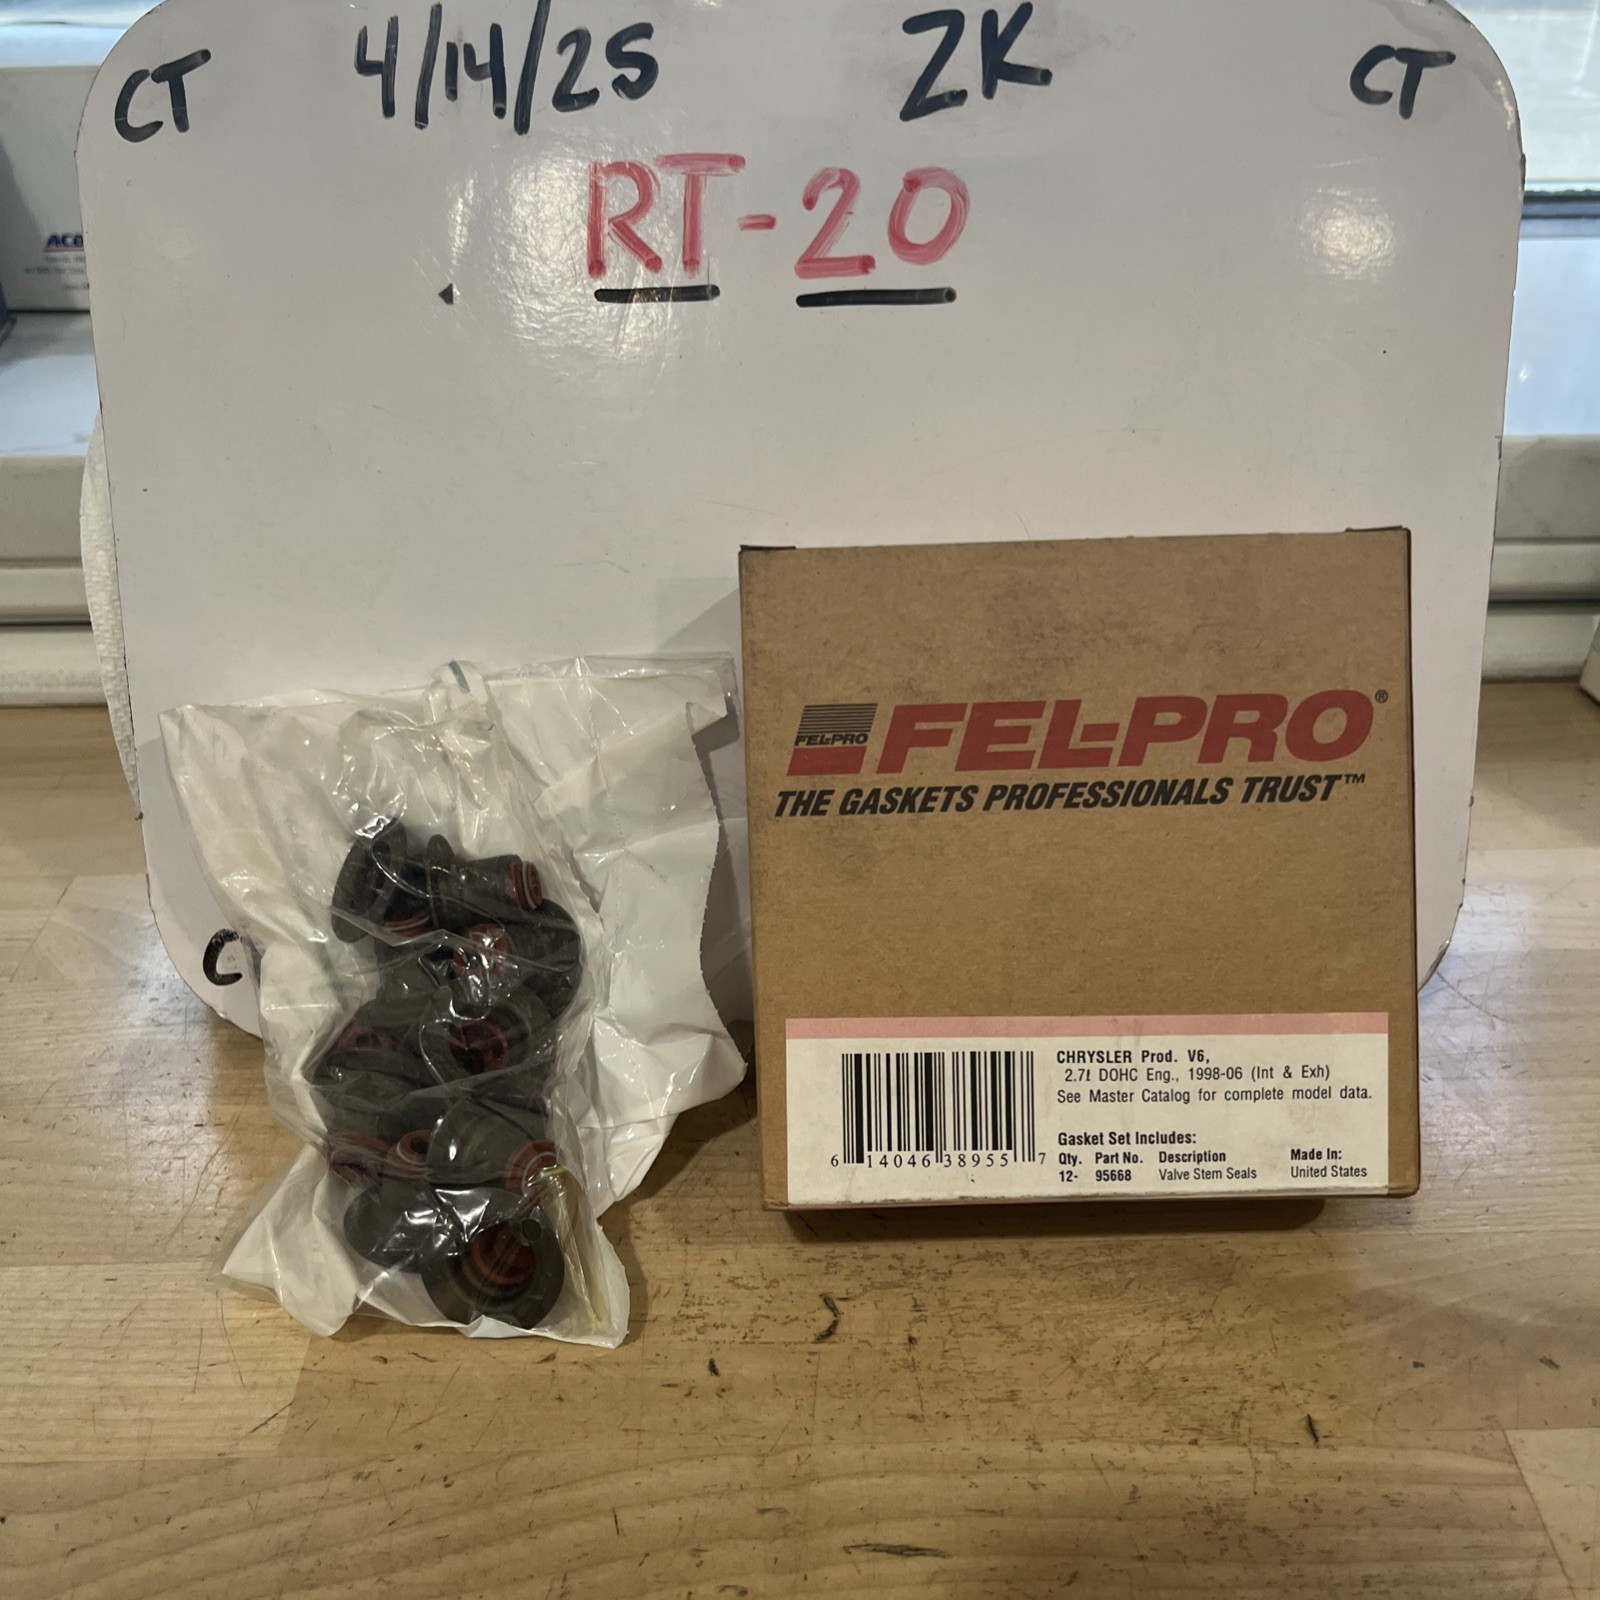 CT 4/14/25 ZK CT
RT-20
C
FEL-PRO
FEL-PRO®
THE GASKETS PROFESSIONALS TRUST™
CHRYSLER Prod. V6,
2.7ℓ DOHC Eng., 1998-06 (Int & Exh)
See Master Catalog for complete model data.
Gasket Set Includes:
Qty. Part No. Description Made In:
12- 95668 Valve Stem Seals United States
6 14046 38955 7